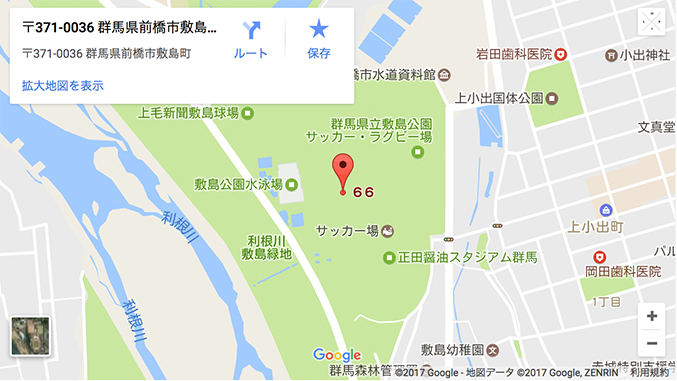 〒371-0036 群馬県前橋市敷島…
〒371-0036 群馬県前橋市敷島町
ルート
保存
拡大地図を表示
岩田歯科医院
小出神社
橋市水道資料館
上小出国体公園
上毛新聞敷島球場
群馬県立敷島公園
サッカー・ラグビー場
文真堂
敷島公園水泳場
66
上小出町
利根川
サッカー場
利根川
敷島緑地
正田醤油スタジアム群馬
バル
岡田歯科医院
1丁目
利根川
敷島幼稚園
Google
群馬森林管理署
©2017 Google - 地図データ ©2017 Google, ZENRIN
利用規約